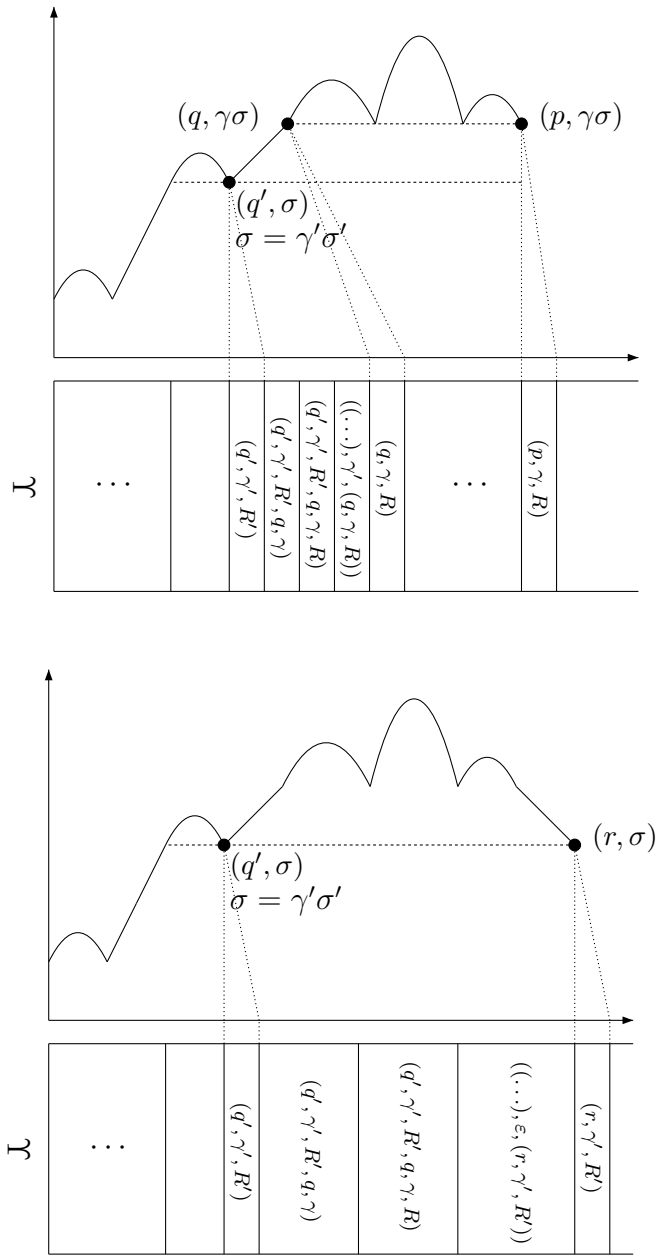 (q, γσ)
(p, γσ)
(q′, σ)
σ = γ′σ′
···
(q′, γ′, R′)
(q′, γ′, R′, q, γ)
(q′, γ′, R′, q, γ, R)
((...), γ′, (q, γ, R))
(q, γ, R)
···
(p, γ, R)
(r, σ)
(q′, σ)
σ = γ′σ′
···
(q′, γ′, R′)
(q′, γ′, R′, q, γ)
(q′, γ′, R′, q, γ, R)
((...), ε, (r, γ′, R′))
(r, γ′, R′)